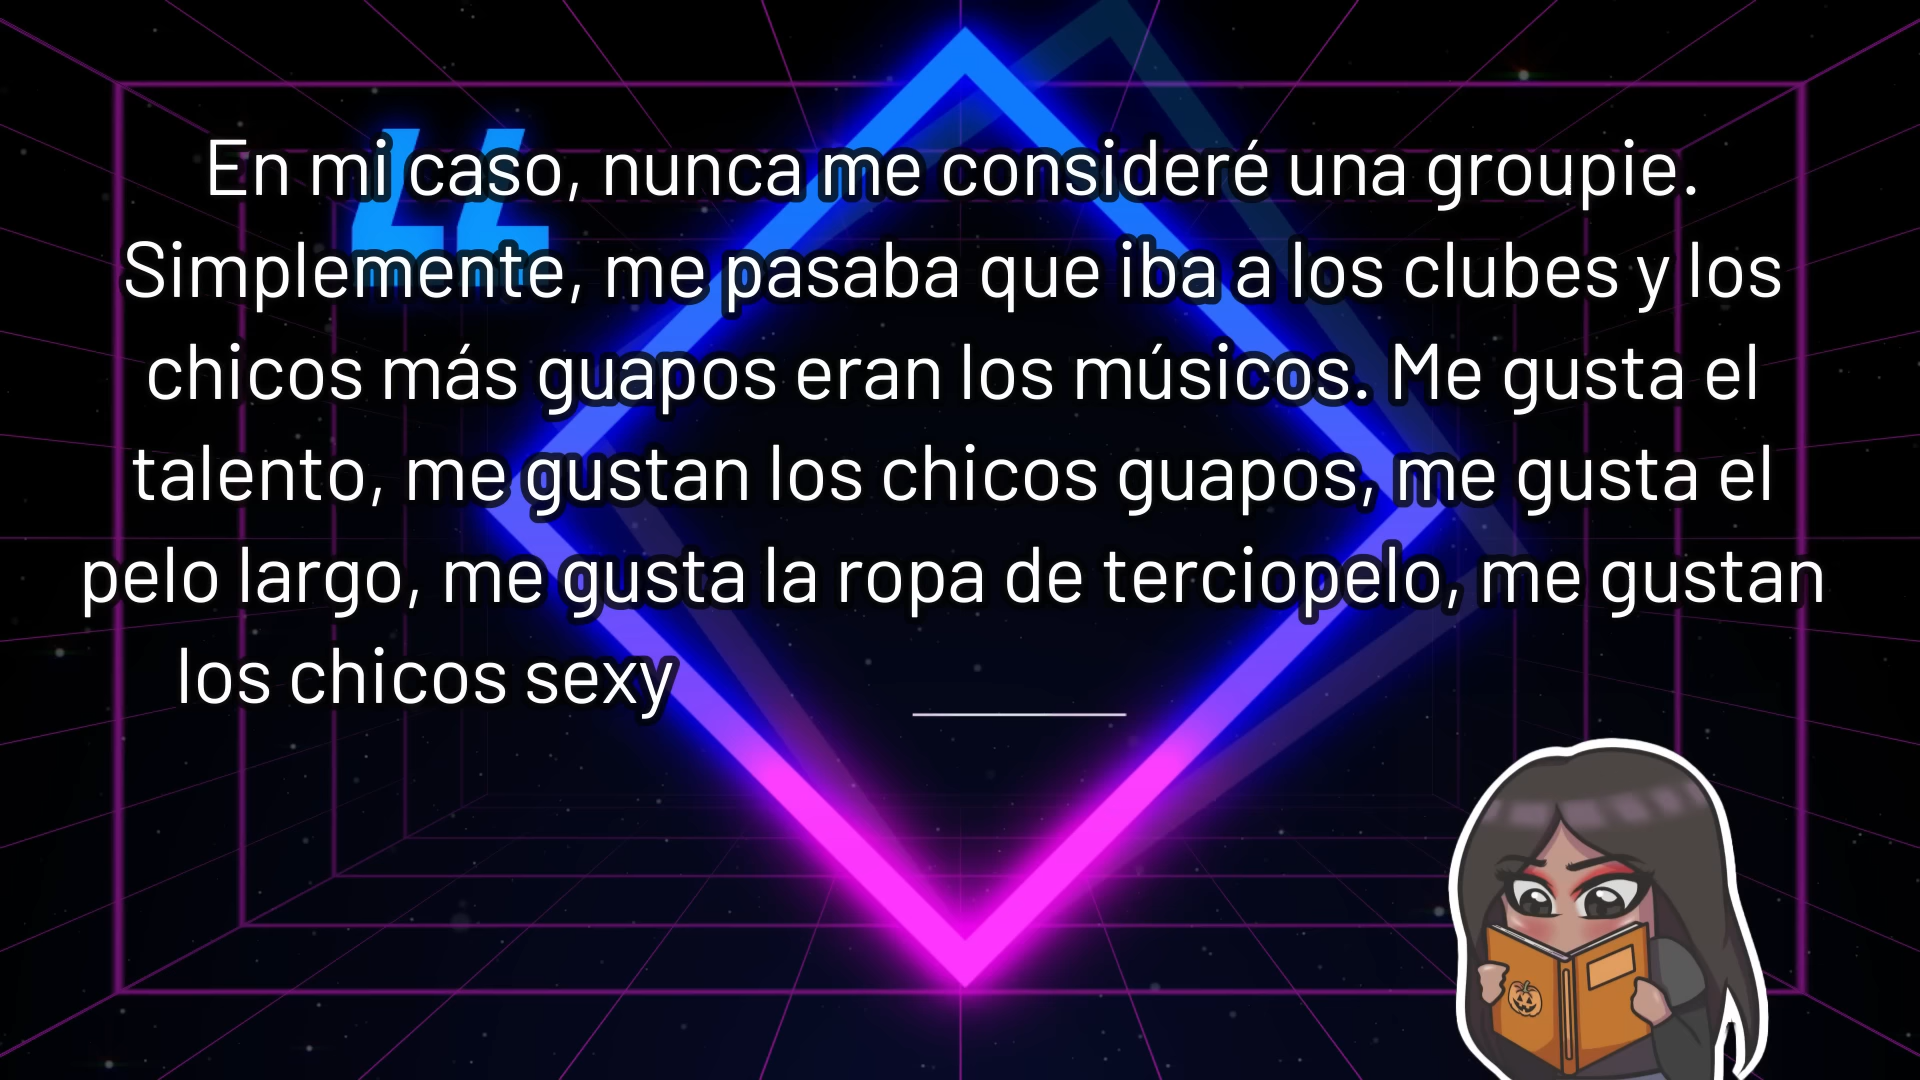 En mi caso, nunca me consideré una groupie.
Simplemente, me pasaba que iba a los clubes y los
chicos más guapos eran los músicos. Me gusta el
talento, me gustan los chicos guapos, me gusta el
pelo largo, me gusta la ropa de terciopelo, me gustan
los chicos sexy